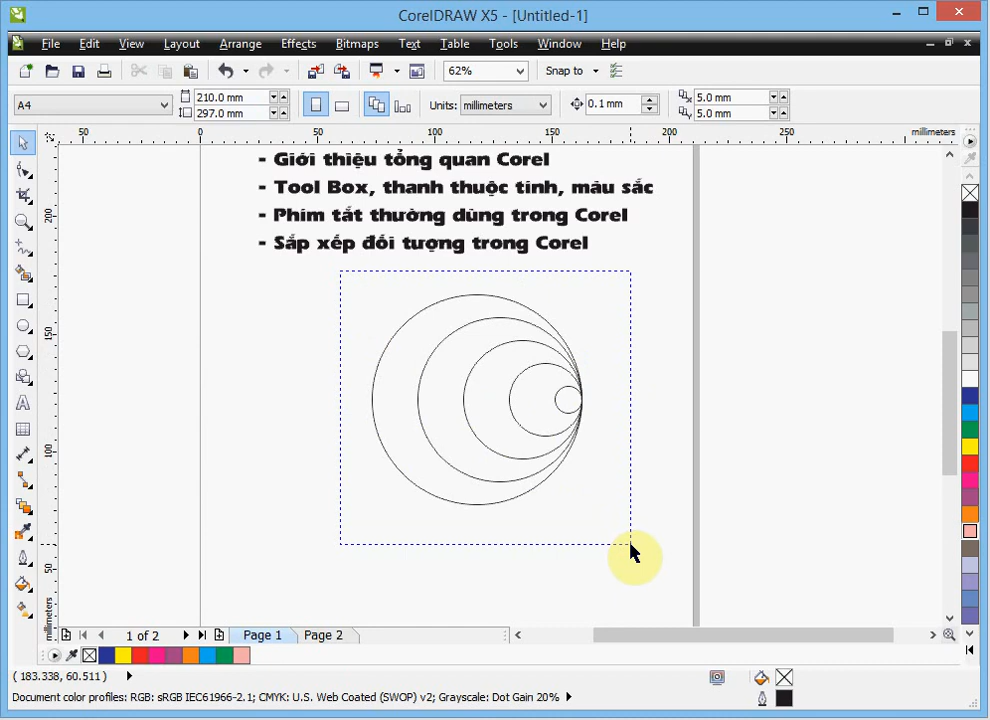 CorelDRAW X5 - [Untitled-1]
File Edit View Layout Arrange Effects Bitmaps Text Table Tools Window Help
62% Snap to
A4 210.0 mm 297.0 mm Units: millimeters 0.1 mm 5.0 mm 5.0 mm
50 0 50 100 150 200 250 millimeters
- Giới thiệu tổng quan Corel
- Tool Box, thanh thuộc tính, màu sắc
- Phím tắt thường dùng trong Corel
- Sắp xếp đối tượng trong Corel
200
150
100
50
millimeters
1 of 2 Page 1 Page 2
( 183.338, 60.511 )
Document color profiles: RGB: sRGB IEC61966-2.1; CMYK: U.S. Web Coated (SWOP) v2; Grayscale: Dot Gain 20%